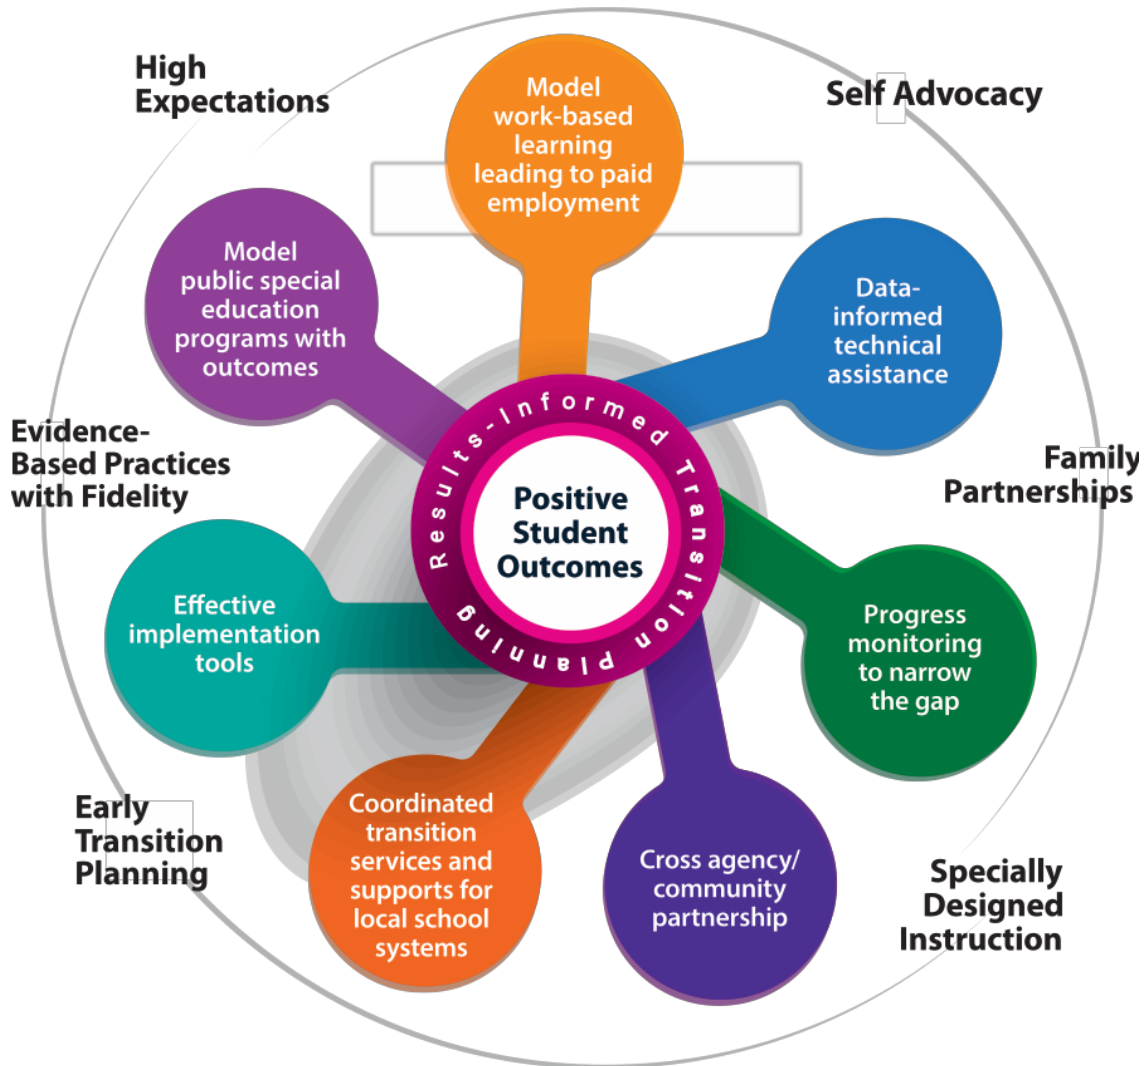 High
Expectations
Self Advocacy
Model
work-based
learning
leading to paid
employment
Model
public special
education
programs with
outcomes
Data-
informed
technical
assistance
Evidence-
Based Practices
with Fidelity
Family
Partnerships
Results-Informed Transition Planning
Positive
Student
Outcomes
Effective
implementation
tools
Progress
monitoring
to narrow
the gap
Early
Transition
Planning
Coordinated
transition
services and
supports for
local school
systems
Cross agency/
community
partnership
Specially
Designed
Instruction